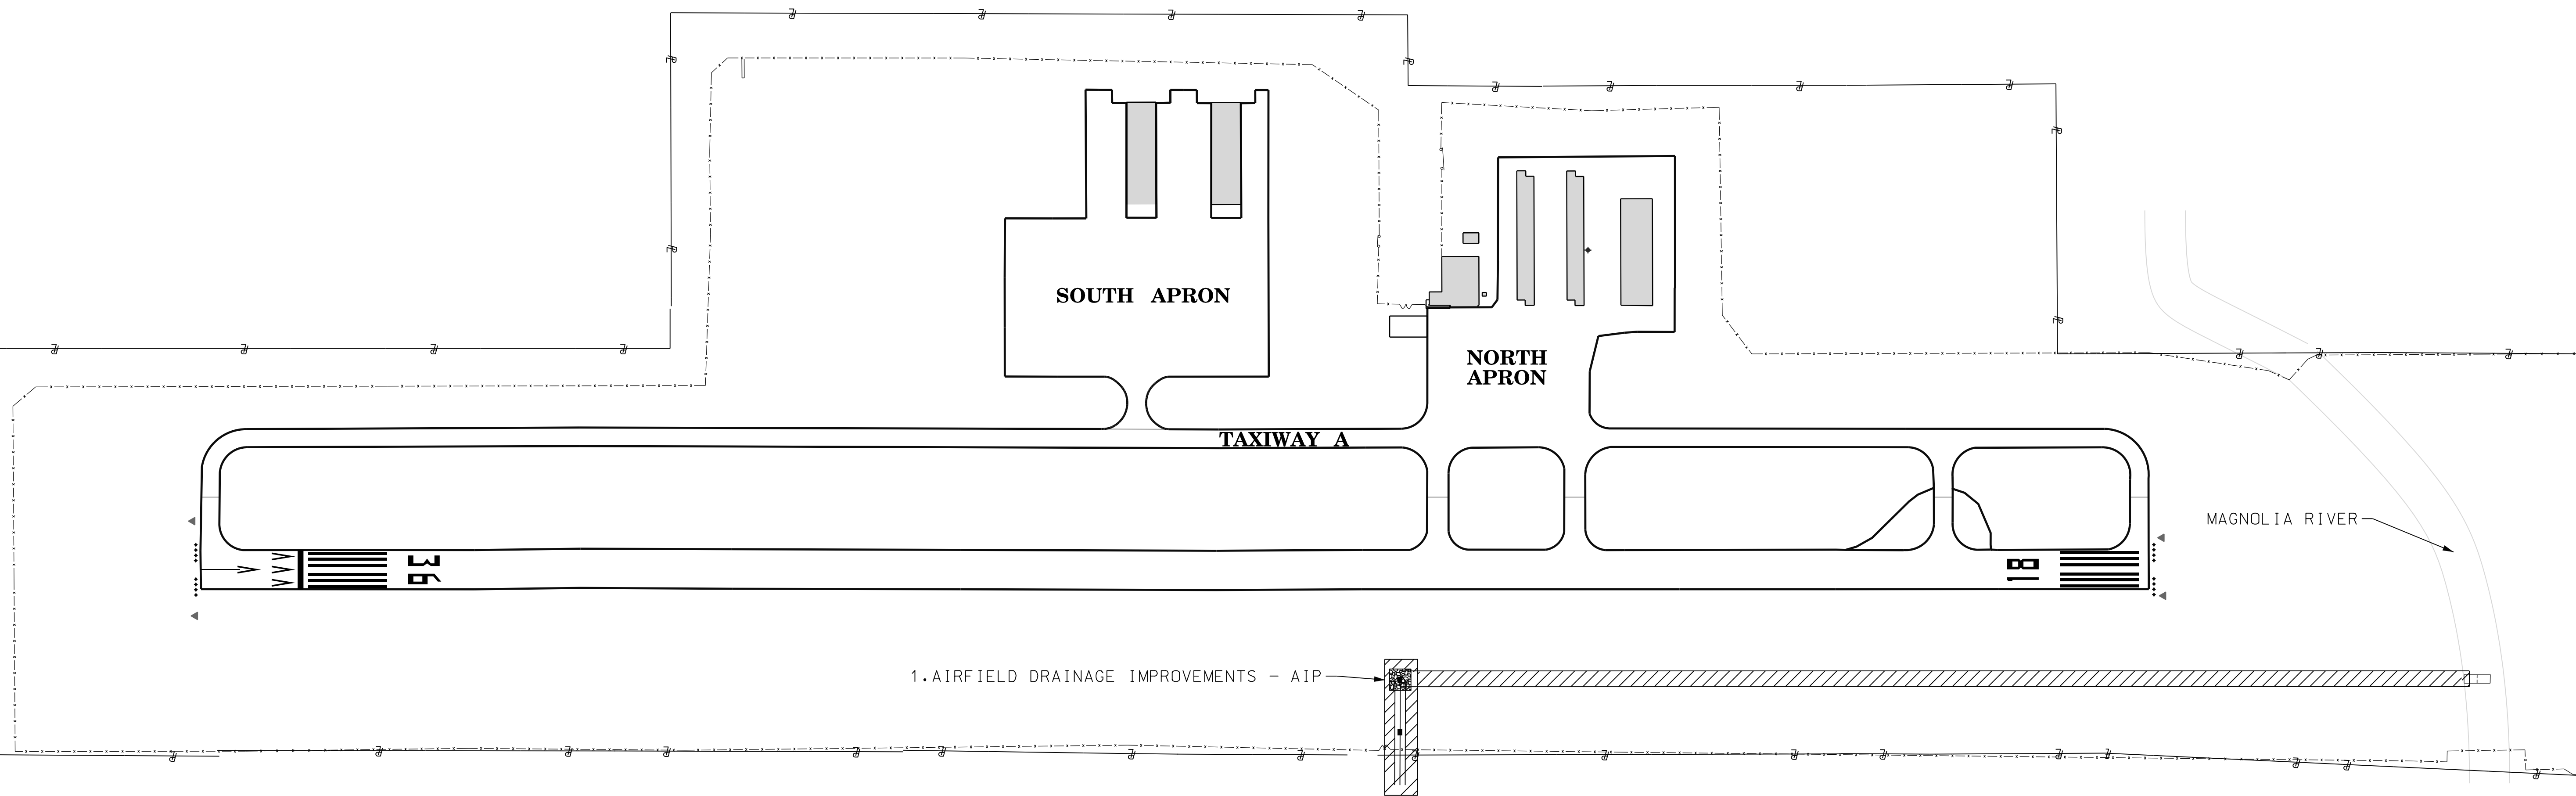 SOUTH APRON
NORTH
APRON
TAXIWAY A
MAGNOLIA RIVER
36
18
1.AIRFIELD DRAINAGE IMPROVEMENTS - AIP